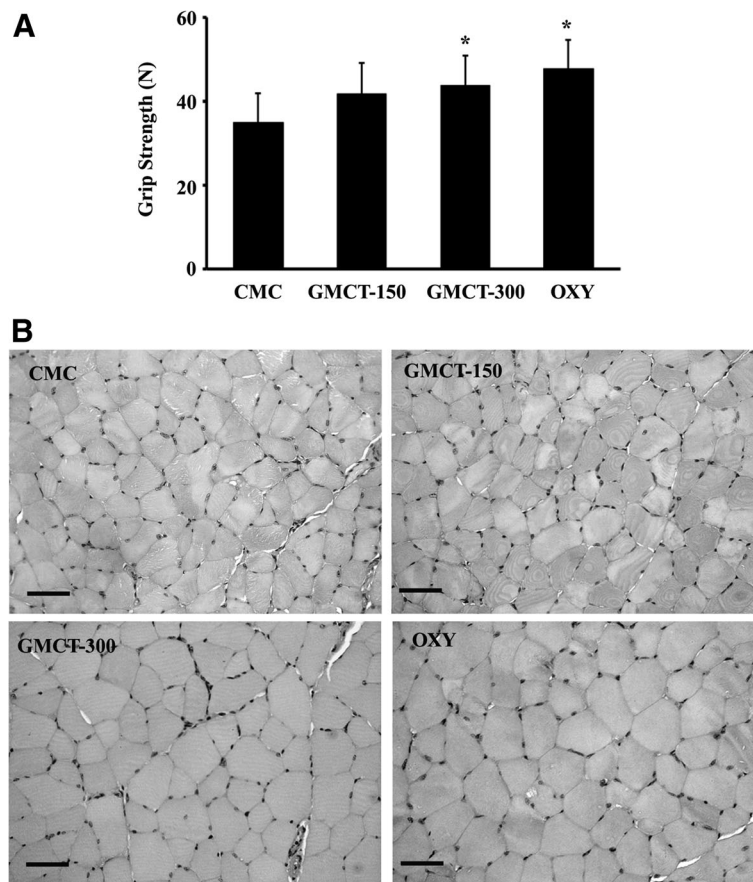 A
60
40
20
0
Grip Strength (N)
*
*
CMC
GMCT-150
GMCT-300
OXY
B
CMC
GMCT-150
GMCT-300
OXY